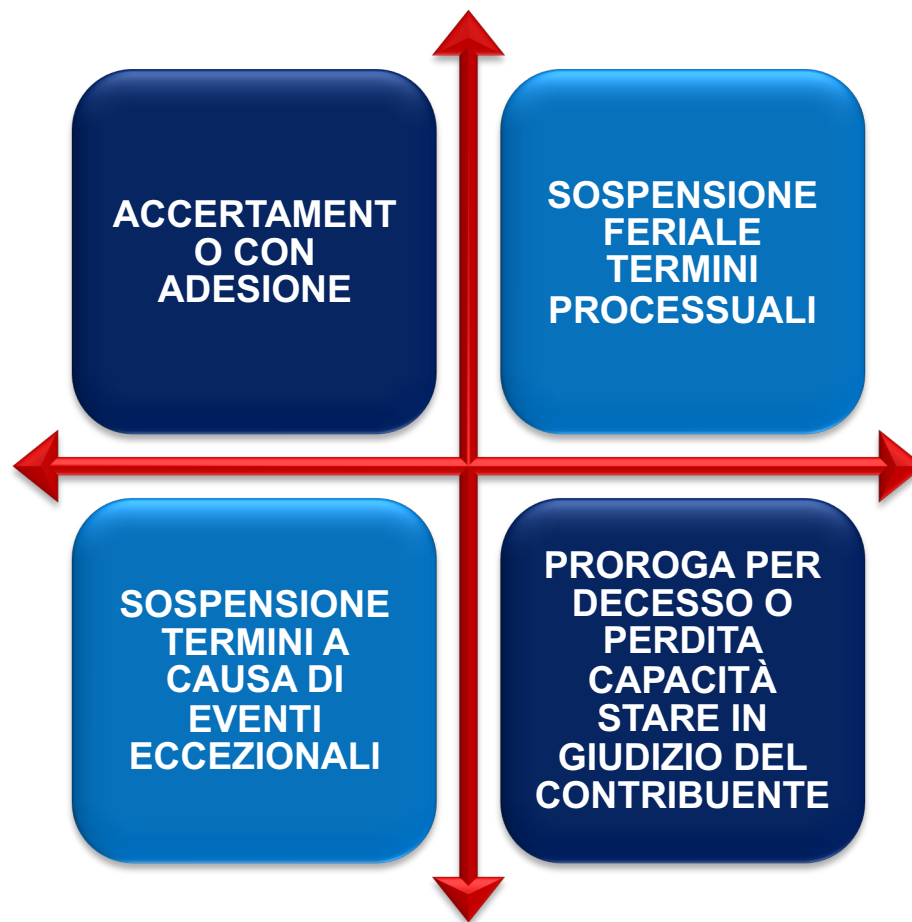 ACCERTAMENT
O CON
ADESIONE
SOSPENSIONE
FERIALE
TERMINI
PROCESSUALI
SOSPENSIONE
TERMINI A
CAUSA DI
EVENTI
ECCEZIONALI
PROROGA PER
DECESSO O
PERDITA
CAPACITÀ
STARE IN
GIUDIZIO DEL
CONTRIBUENTE